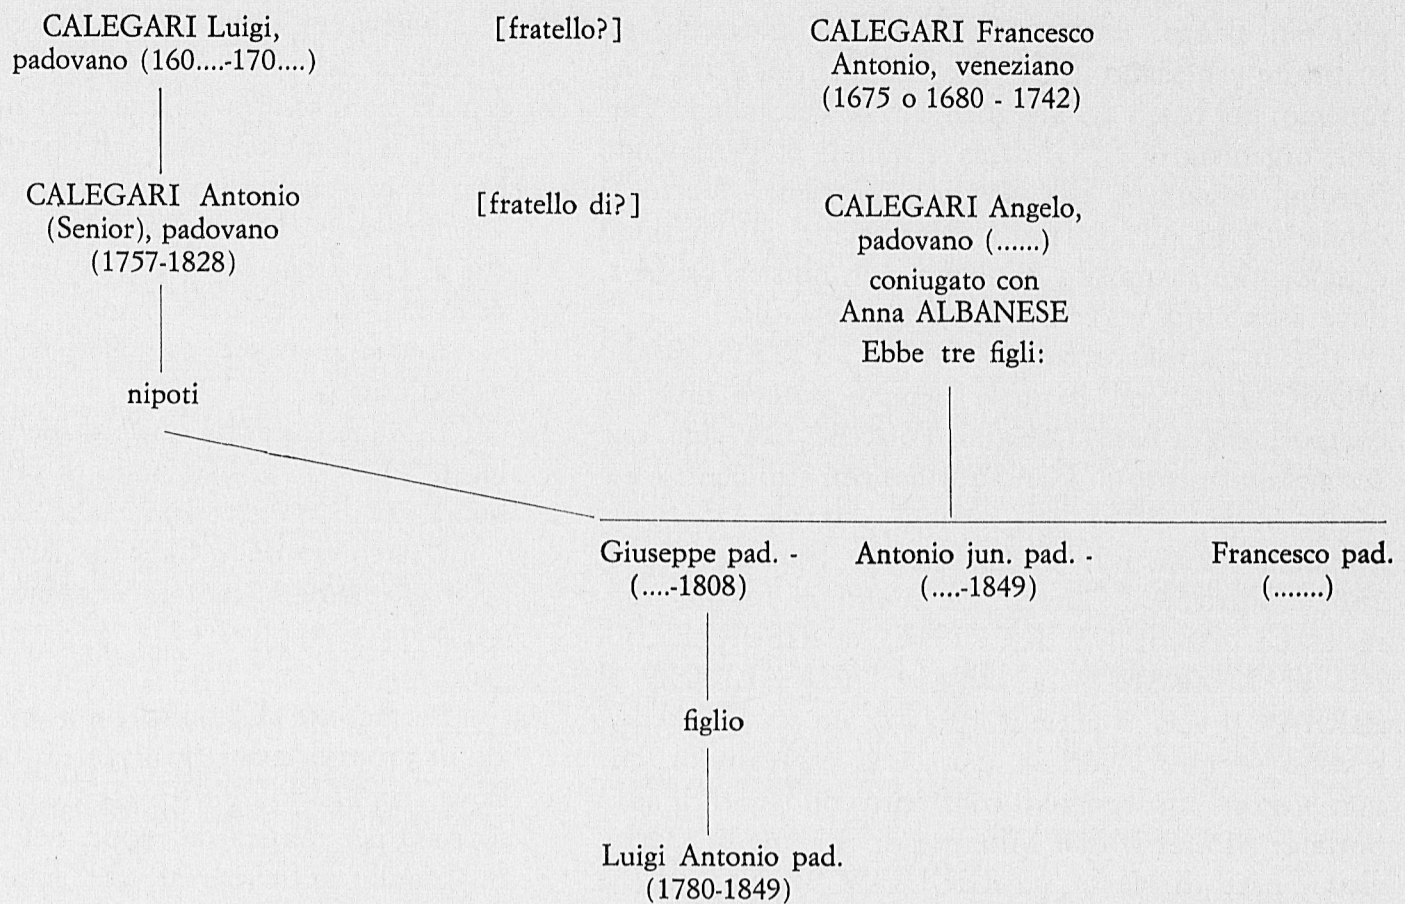 CALEGARI Luigi,
padovano (160....-170....)
[fratello?]
CALEGARI Francesco
Antonio, veneziano
(1675 o 1680 - 1742)
CALEGARI Antonio
(Senior), padovano
(1757-1828)
[fratello di?]
CALEGARI Angelo,
padovano (......)
coniugato con
Anna ALBANESE
Ebbe tre figli:
nipoti
Giuseppe pad. -
(....-1808)
Antonio jun. pad. -
(....-1849)
Francesco pad.
(.......)
figlio
Luigi Antonio pad.
(1780-1849)